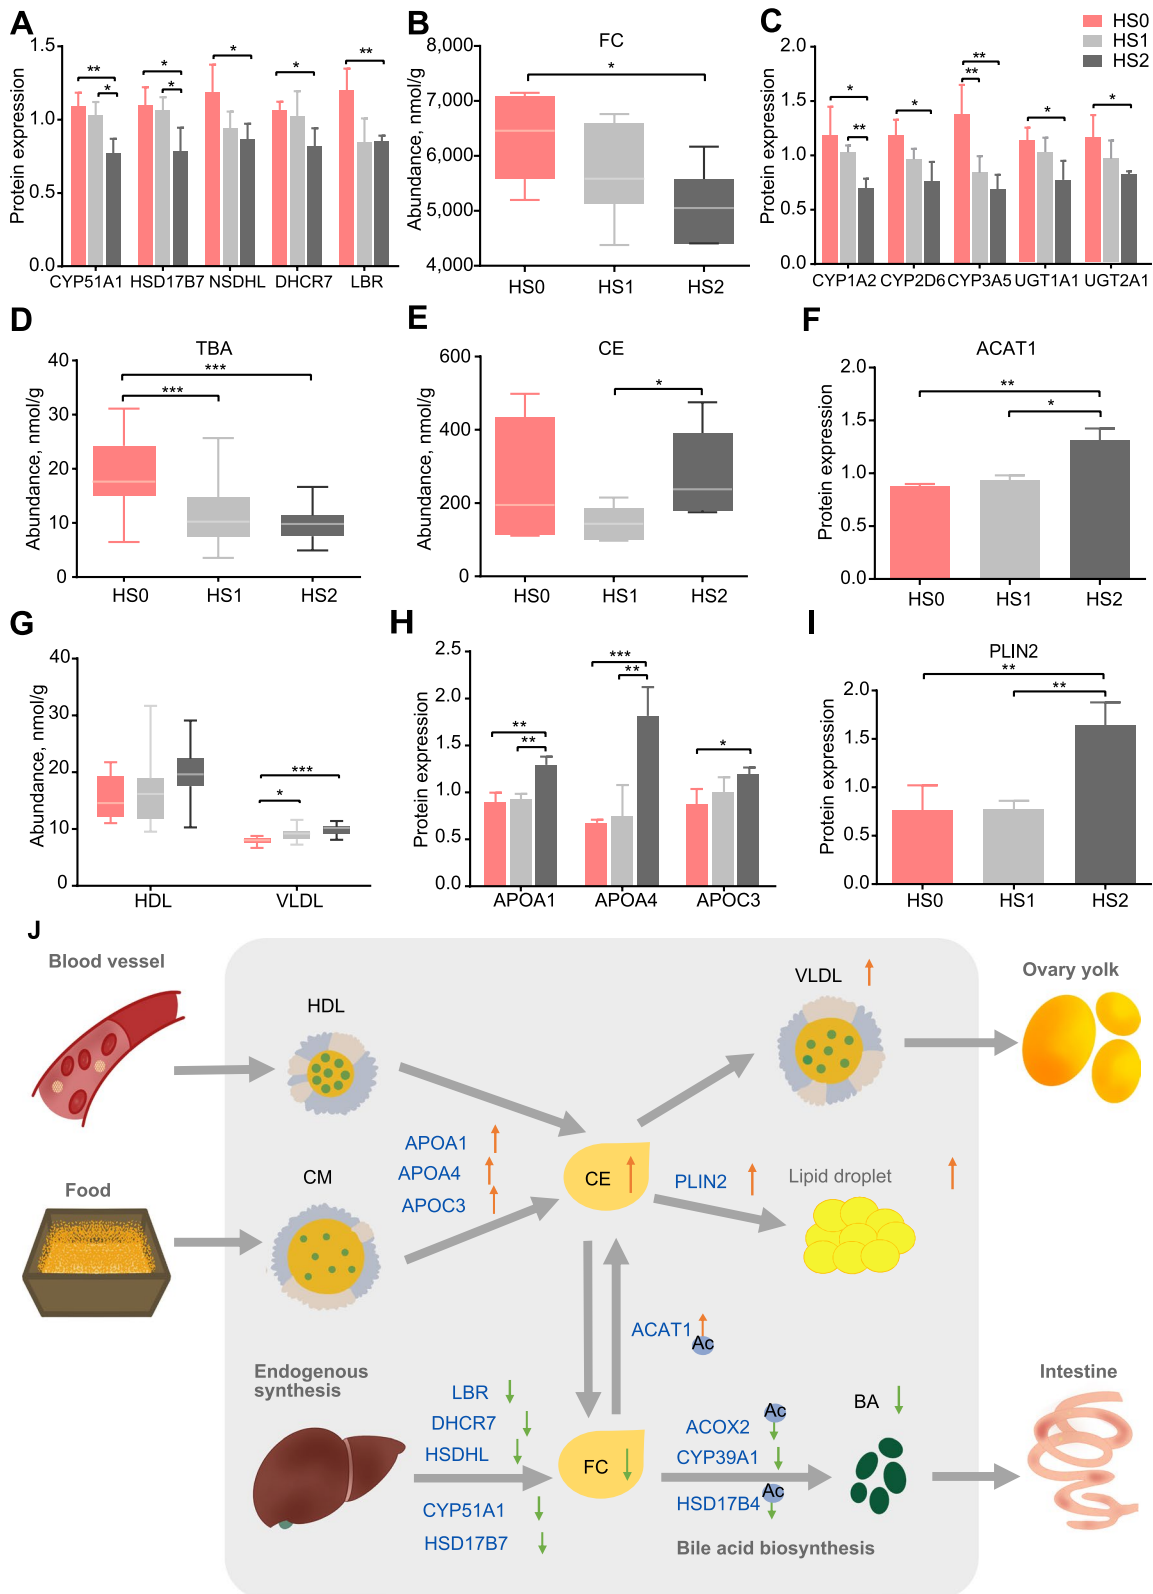 A
Protein expression
1.5
1.0
0.5
0.0
** * * * * * **
CYP51A1 HSD17B7 NSDHL DHCR7 LBR
B
FC
Abundance, nmol/g
8,000
7,000
6,000
5,000
4,000
*
HS0 HS1 HS2
C
HS0
HS1
HS2
Protein expression
2.0
1.5
1.0
0.5
0.0
* ** * ** ** * *
CYP1A2 CYP2D6 CYP3A5 UGT1A1 UGT2A1
D
TBA
Abundance, nmol/g
40
30
20
10
0
***
***
HS0 HS1 HS2
E
CE
Abundance, nmol/g
600
400
200
0
*
HS0 HS1 HS2
F
ACAT1
Protein expression
2.0
1.5
1.0
0.5
0.0
**
*
HS0 HS1 HS2
G
Abundance, nmol/g
40
30
20
10
0
***
*
HDL VLDL
H
Protein expression
2.5
2.0
1.5
1.0
0.5
0.0
** ** *** ** *
APOA1 APOA4 APOC3
I
PLIN2
Protein expression
2.0
1.5
1.0
0.5
0.0
**
**
HS0 HS1 HS2
J
Blood vessel
HDL
VLDL
Ovary yolk
APOA1
APOA4
APOC3
Food
CM
CE
PLIN2
Lipid droplet
ACAT1
Ac
Endogenous
synthesis
LBR
DHCR7
HSDHL
CYP51A1
HSD17B7
FC
Ac
ACOX2
CYP39A1
Ac
HSD17B4
Bile acid biosynthesis
BA
Intestine